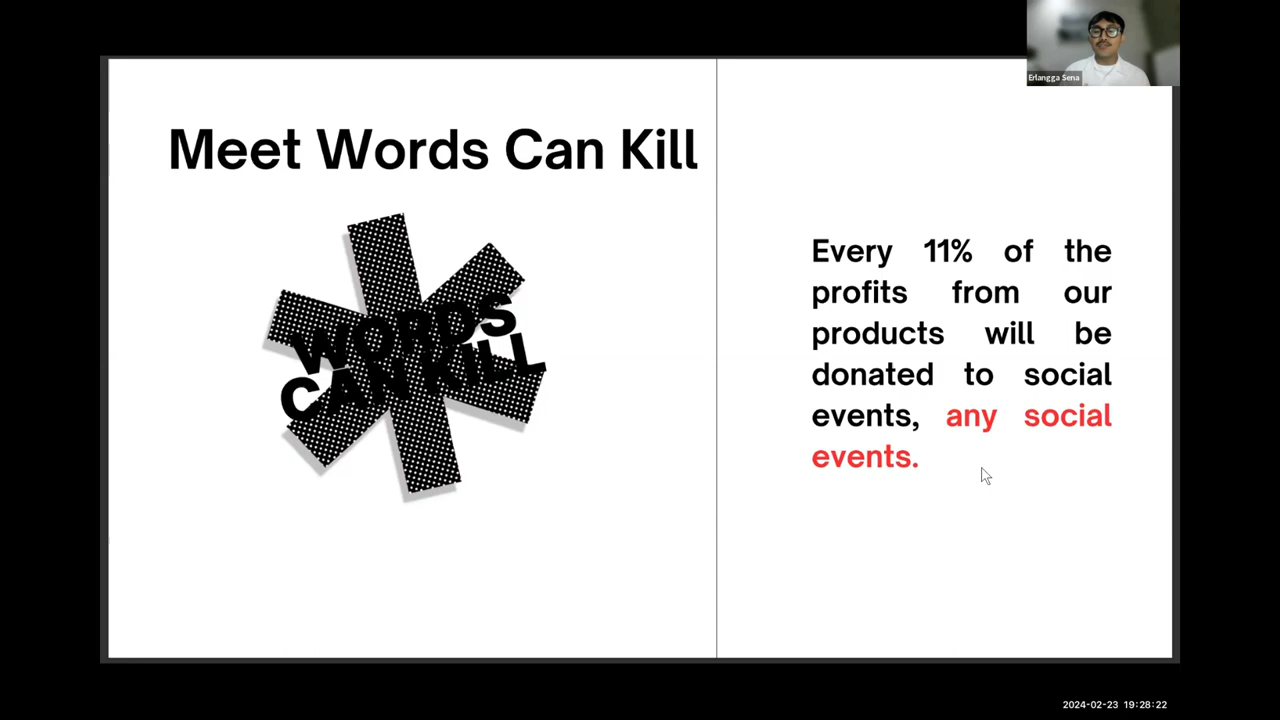 Erlangga Sena
Meet Words Can Kill
WORDS
CAN KILL
Every 11% of the
profits from our
products will be
donated to social
events, any social
events.
2024-02-23 19:28:22